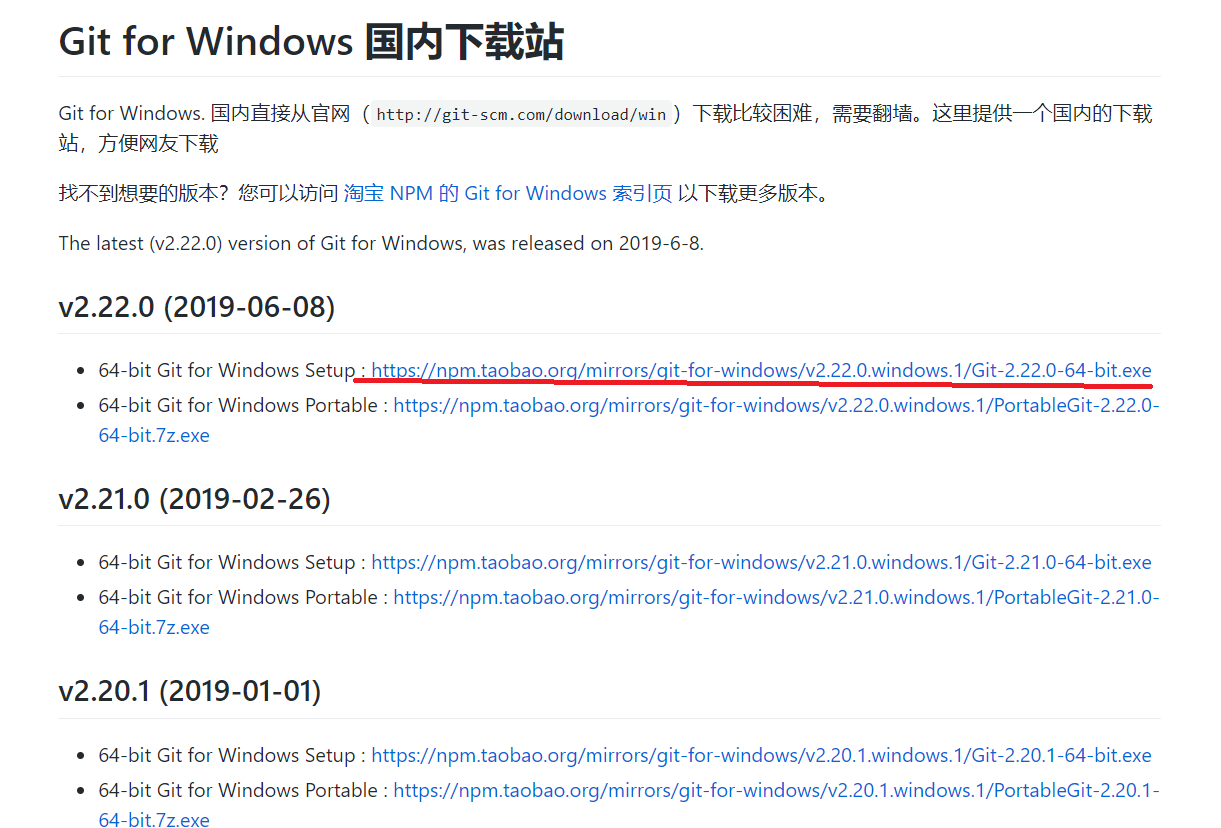 Git for Windows 国内下载站
Git for Windows. 国内直接从官网（http://git-scm.com/download/win）下载比较困难，需要翻墙。这里提供一个国内的下载
站，方便网友下载
找不到想要的版本？您可以访问 淘宝 NPM 的 Git for Windows 索引页 以下载更多版本。
The latest (v2.22.0) version of Git for Windows, was released on 2019-6-8.
v2.22.0 (2019-06-08)
• 64-bit Git for Windows Setup : https://npm.taobao.org/mirrors/git-for-windows/v2.22.0.windows.1/Git-2.22.0-64-bit.exe
• 64-bit Git for Windows Portable : https://npm.taobao.org/mirrors/git-for-windows/v2.22.0.windows.1/PortableGit-2.22.0-
64-bit.7z.exe
v2.21.0 (2019-02-26)
• 64-bit Git for Windows Setup : https://npm.taobao.org/mirrors/git-for-windows/v2.21.0.windows.1/Git-2.21.0-64-bit.exe
• 64-bit Git for Windows Portable : https://npm.taobao.org/mirrors/git-for-windows/v2.21.0.windows.1/PortableGit-2.21.0-
64-bit.7z.exe
v2.20.1 (2019-01-01)
• 64-bit Git for Windows Setup : https://npm.taobao.org/mirrors/git-for-windows/v2.20.1.windows.1/Git-2.20.1-64-bit.exe
• 64-bit Git for Windows Portable : https://npm.taobao.org/mirrors/git-for-windows/v2.20.1.windows.1/PortableGit-2.20.1-
64-bit.7z.exe